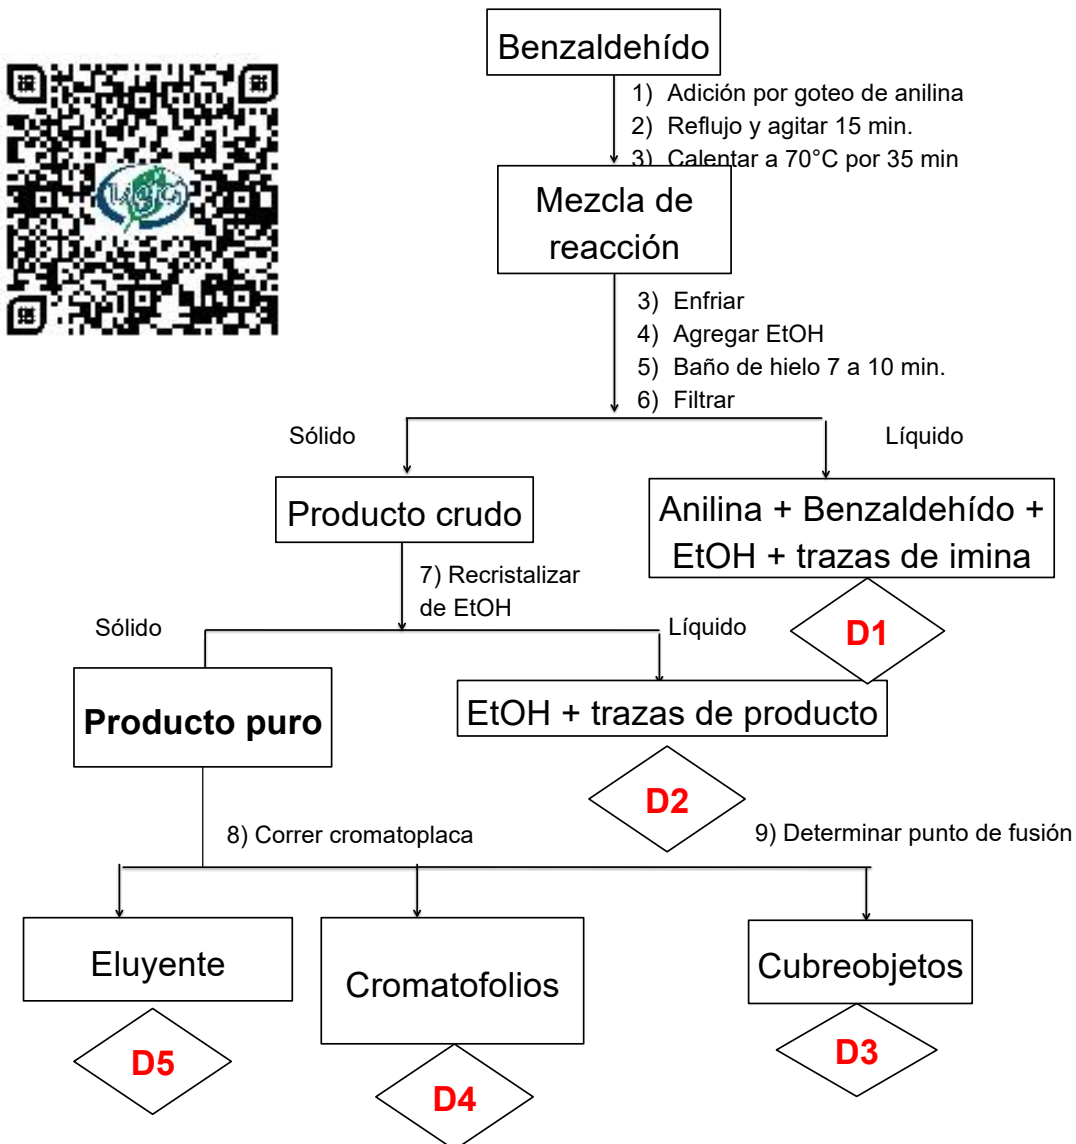 Benzaldehído
1) Adición por goteo de anilina
2) Reflujo y agitar 15 min.
3) Calentar a 70°C por 35 min
Mezcla de
reacción
3) Enfriar
4) Agregar EtOH
5) Baño de hielo 7 a 10 min.
6) Filtrar
Sólido
Líquido
Producto crudo
Anilina + Benzaldehído +
EtOH + trazas de imina
D1
7) Recristalizar
de EtOH
Sólido
Líquido
Producto puro
EtOH + trazas de producto
D2
8) Correr cromatoplaca
9) Determinar punto de fusión
Eluyente
Cromatofolios
Cubreobjetos
D5
D4
D3